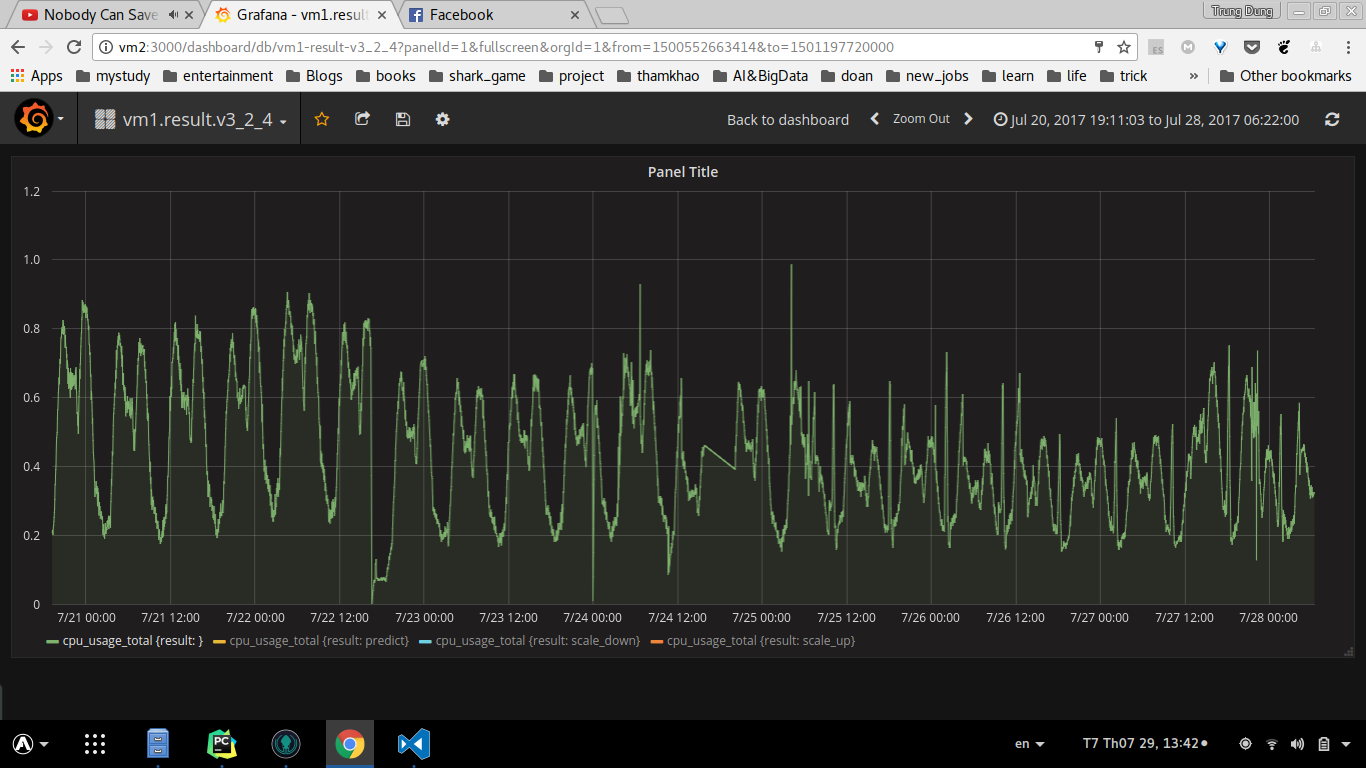 Nobody Can Save
Grafana - vm1.result
Facebook
Trung Dung
vm2:3000/dashboard/db/vm1-result-v3_2_4?panelId=1&fullscreen&orgId=1&from=1500552663414&to=1501197720000
ES
Apps mystudy entertainment Blogs books shark_game project thamkhao AI&BigData doan new_jobs learn life trick » Other bookmarks
vm1.result.v3_2_4
Back to dashboard Zoom Out Jul 20, 2017 19:11:03 to Jul 28, 2017 06:22:00
Panel Title
1.2
1.0
0.8
0.6
0.4
0.2
0
7/21 00:00 7/21 12:00 7/22 00:00 7/22 12:00 7/23 00:00 7/23 12:00 7/24 00:00 7/24 12:00 7/25 00:00 7/25 12:00 7/26 00:00 7/26 12:00 7/27 00:00 7/27 12:00 7/28 00:00
cpu_usage_total {result: } cpu_usage_total {result: predict} cpu_usage_total {result: scale_down} cpu_usage_total {result: scale_up}
PC
en T7 Th07 29, 13:42